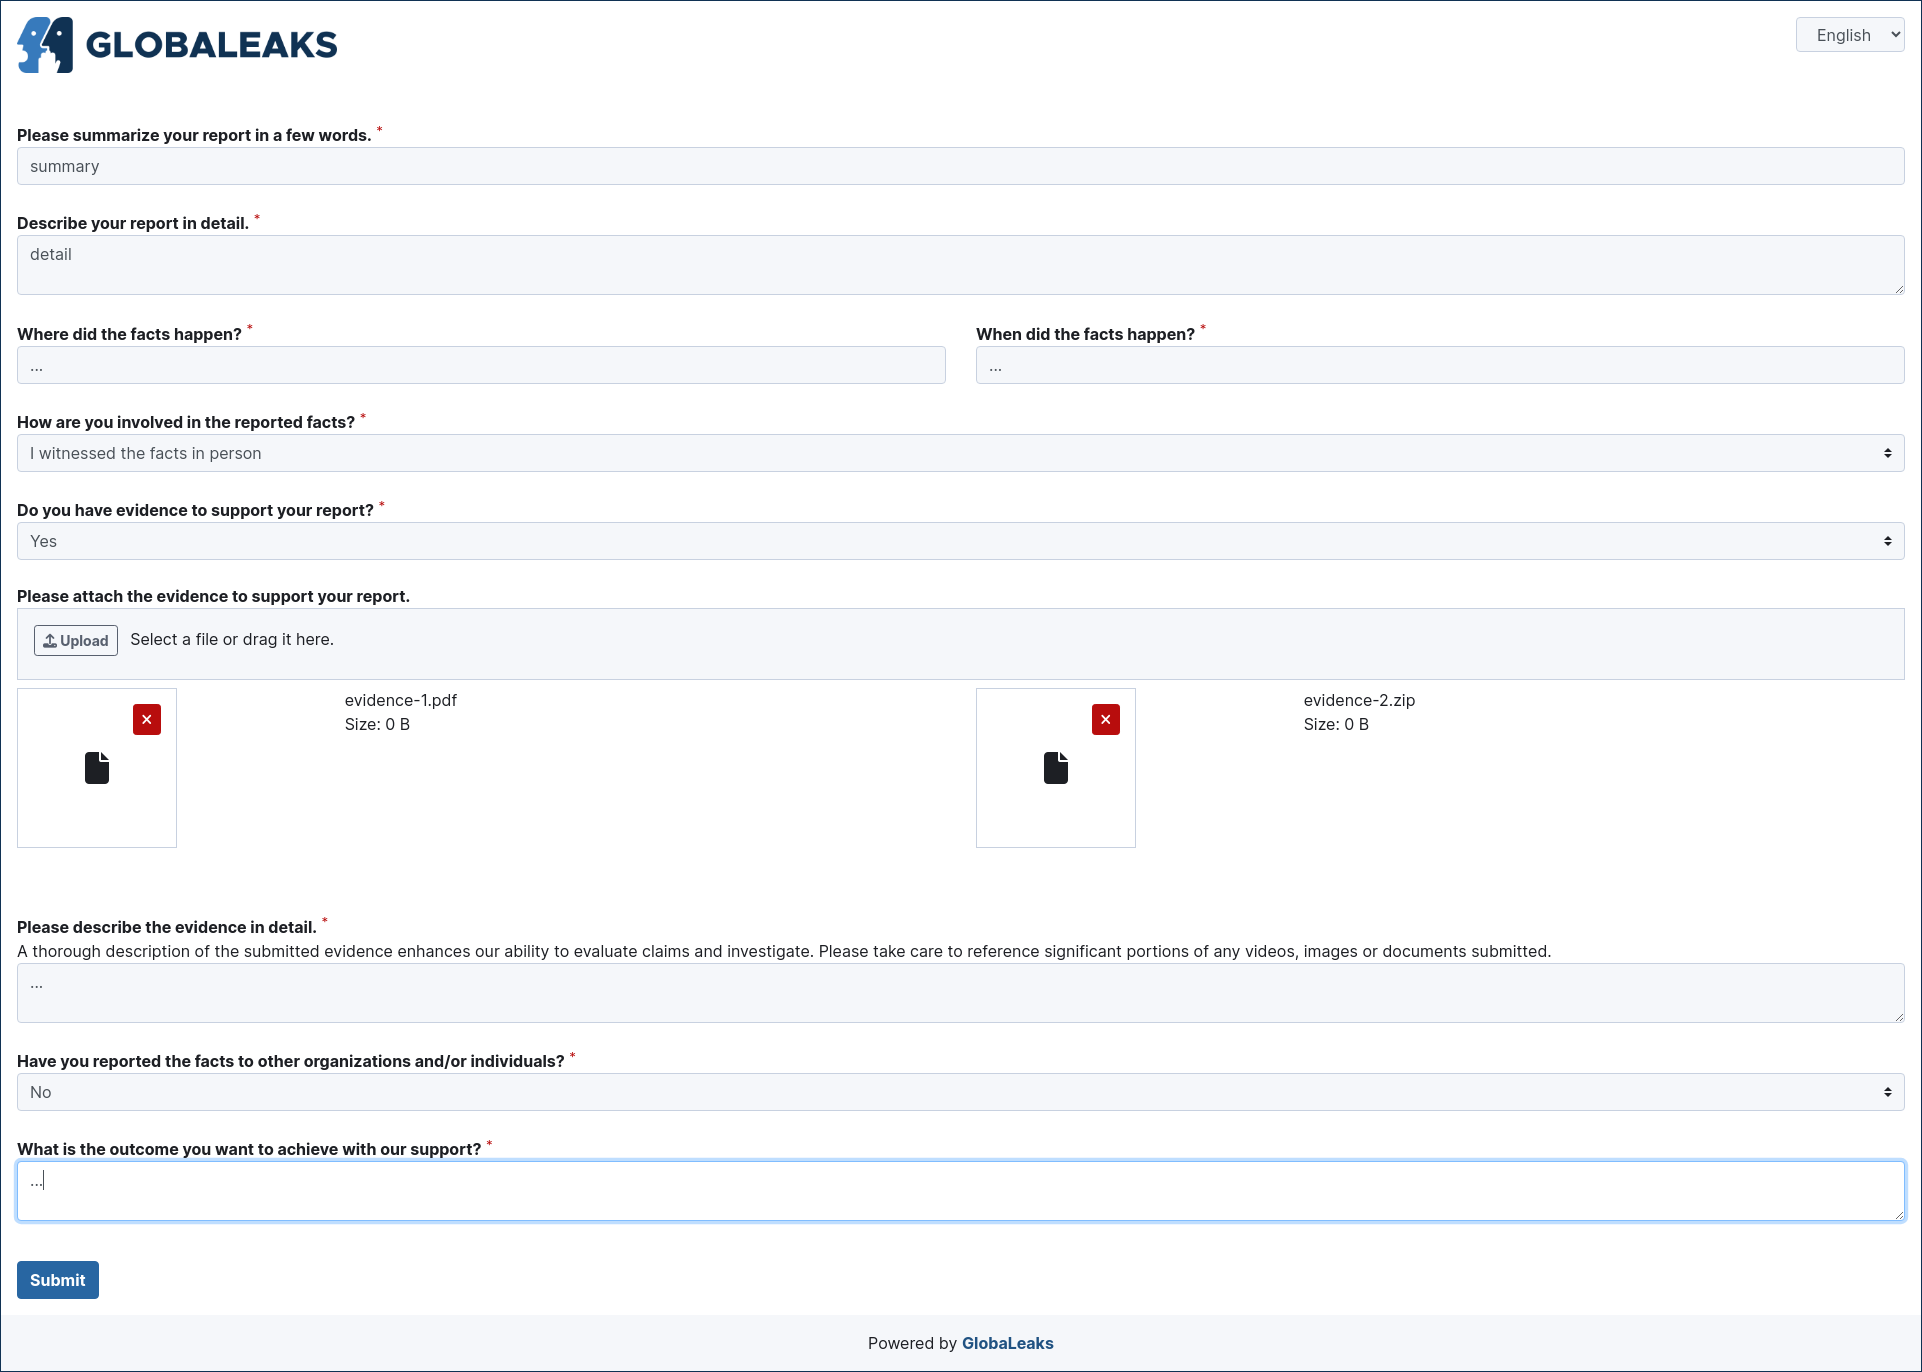 GLOBALEAKS
English
Please summarize your report in a few words. *
summary
Describe your report in detail. *
detail
Where did the facts happen? *
...
When did the facts happen? *
...
How are you involved in the reported facts? *
I witnessed the facts in person
Do you have evidence to support your report? *
Yes
Please attach the evidence to support your report.
Upload Select a file or drag it here.
evidence-1.pdf
Size: 0 B
evidence-2.zip
Size: 0 B
Please describe the evidence in detail. *
A thorough description of the submitted evidence enhances our ability to evaluate claims and investigate. Please take care to reference significant portions of any videos, images or documents submitted.
...
Have you reported the facts to other organizations and/or individuals? *
No
What is the outcome you want to achieve with our support? *
...
Submit
Powered by GlobaLeaks